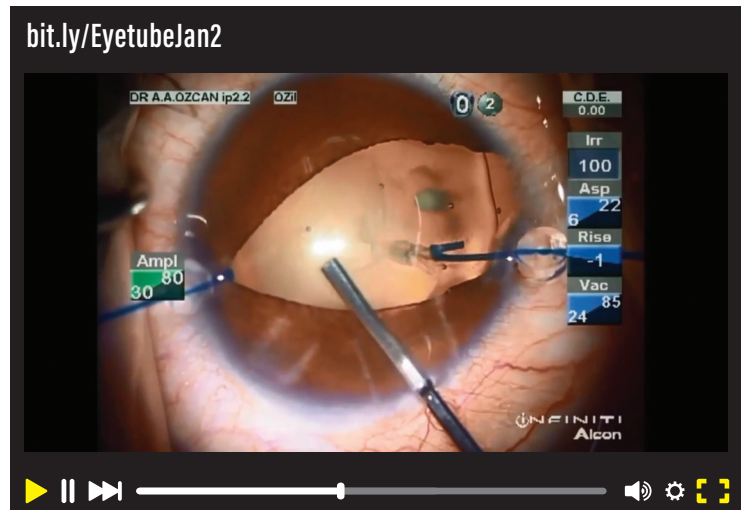 bit.ly/EyetubeJan2
DR A.A.OZCAN ip2.2 OZil 0 2 C.D.E.
0.00
Irr
100
Asp
6 22
Rise
-1
Vac
24 85
Ampl
30 80
INFINITI
Alcon